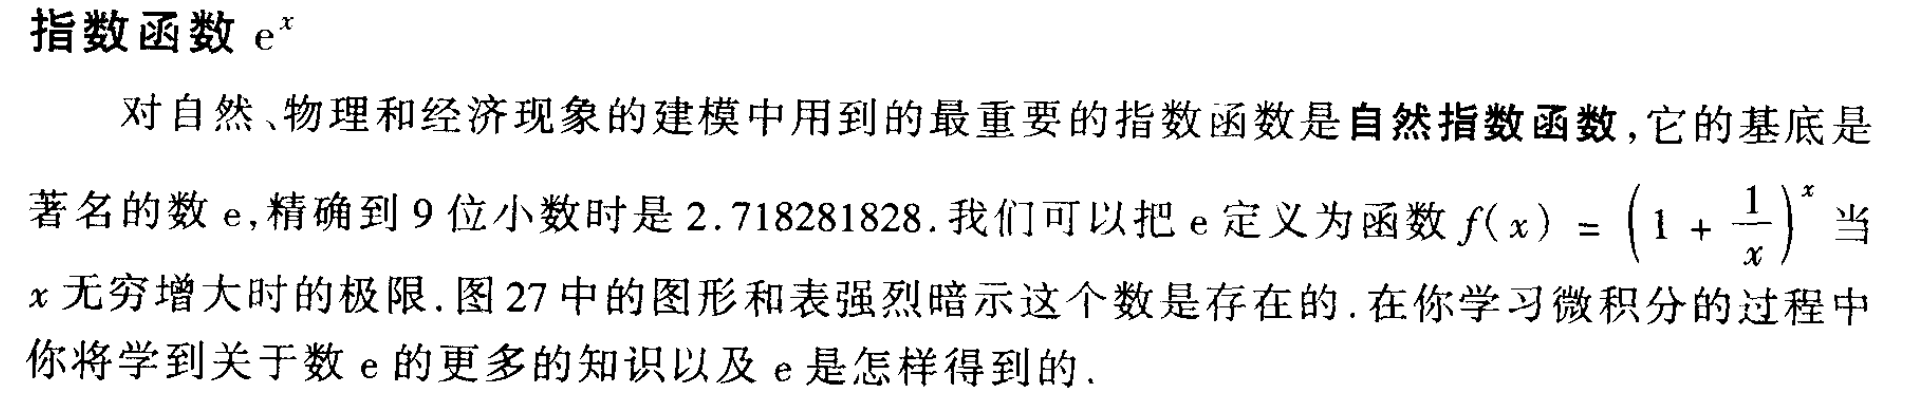 指数函数 eˣ
对自然、物理和经济现象的建模中用到的最重要的指数函数是自然指数函数,它的基底是
著名的数 e,精确到 9 位小数时是 2.718281828.我们可以把 e 定义为函数 f(x) = (1 + 1/x)ˣ 当
x 无穷增大时的极限.图 27 中的图形和表强烈暗示这个数是存在的.在你学习微积分的过程中
你将学到关于数 e 的更多的知识以及 e 是怎样得到的.